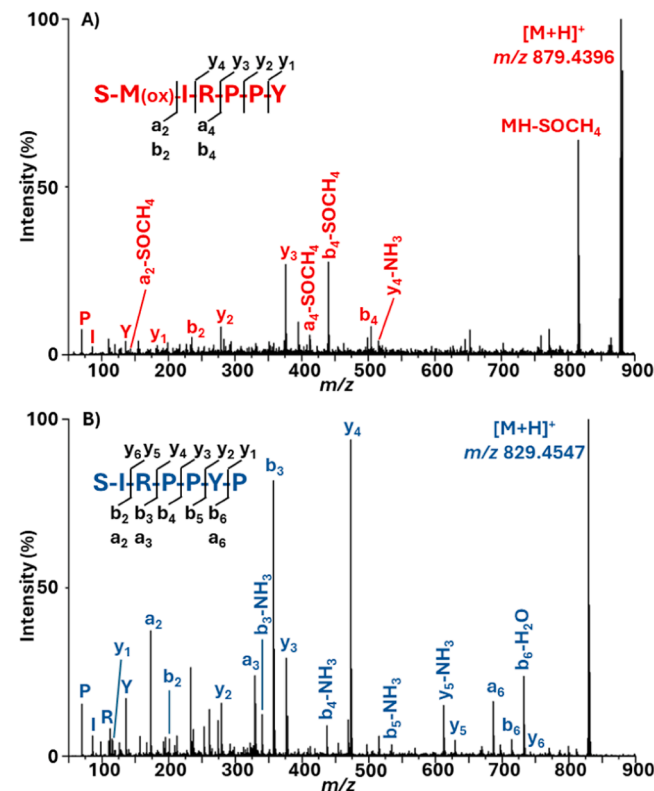 A)
100
50
0
Intensity (%)
[M+H]+
m/z 879.4396
MH-SOCH₄
y₄ y₃ y₂ y₁
S-M(ox)-I-R-P-P-Y
a₂ a₄
b₂ b₄
P
I
Y
a₂-SOCH₄
y₁
b₂
y₂
y₃
a₄-SOCH₄
b₄-SOCH₄
b₄
y₄-NH₃
100 200 300 400 500 600 700 800 900
m/z
B)
100
50
0
Intensity (%)
[M+H]+
m/z 829.4547
y₆ y₅ y₄ y₃ y₂ y₁
S-I-R-P-P-Y-P
b₂ b₃ b₄ b₅ b₆
a₂ a₃ a₆
P
I
R
y₁
Y
a₂
b₂
y₂
a₃
b₃-NH₃
b₃
y₃
b₄-NH₃
y₄
b₅-NH₃
y₅-NH₃
y₅
a₆
b₆
b₆-H₂O
y₆
100 200 300 400 500 600 700 800 900
m/z